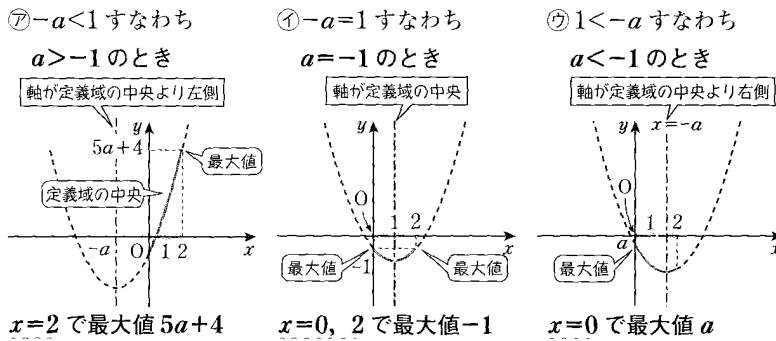 ㋐−a<1すなわち
a>−1のとき
軸が定義域の中央より左側
y
5a+4
最大値
定義域の中央
−a
O
1
2
x
x=2で最大値5a+4
㋑−a=1すなわち
a=−1のとき
軸が定義域の中央
y
O
1
2
x
最大値
−1
最大値
x=0, 2で最大値−1
㋒1<−aすなわち
a<−1のとき
軸が定義域の中央より右側
y
x=−a
O
1
2
a
x
最大値
x=0で最大値a